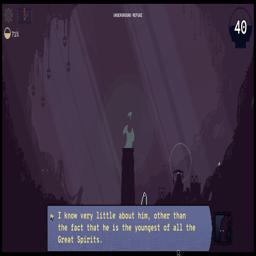 UNDERGROUND REFUGE
40
Pik
I know very little about him, other than
the fact that he is the youngest of all the
Great Spirits.